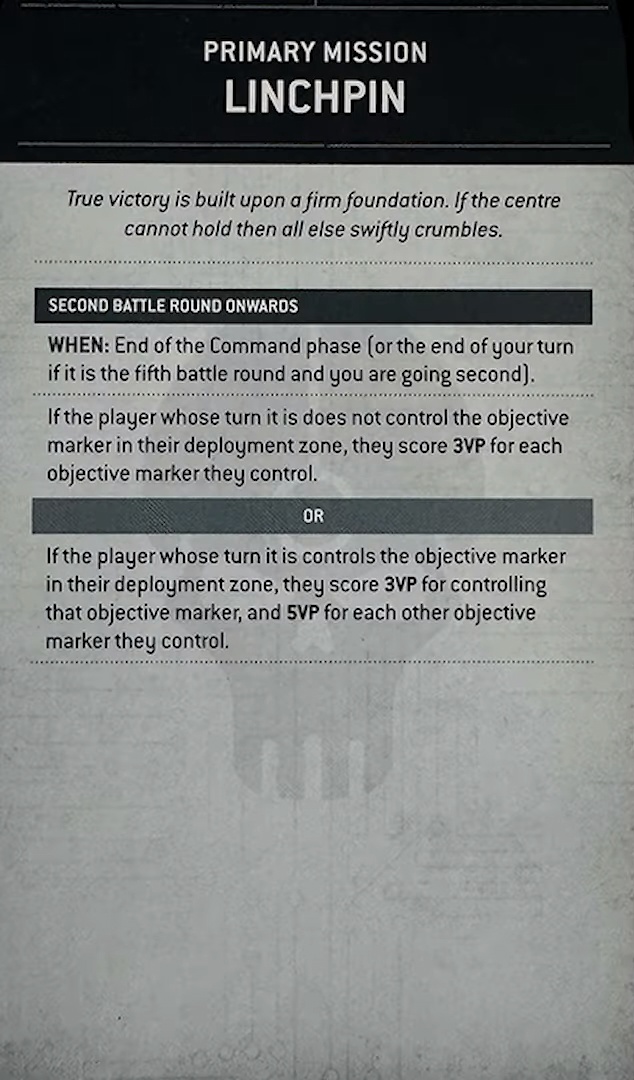 PRIMARY MISSION
LINCHPIN
True victory is built upon a firm foundation. If the centre
cannot hold then all else swiftly crumbles.
SECOND BATTLE ROUND ONWARDS
WHEN: End of the Command phase (or the end of your turn
if it is the fifth battle round and you are going second).
If the player whose turn it is does not control the objective
marker in their deployment zone, they score 3VP for each
objective marker they control.
OR
If the player whose turn it is controls the objective marker
in their deployment zone, they score 3VP for controlling
that objective marker, and 5VP for each other objective
marker they control.